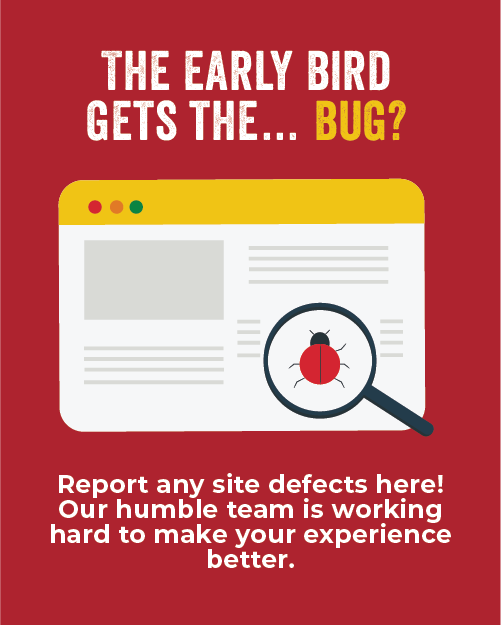 THE EARLY BIRD
GETS THE... BUG?
Report any site defects here!
Our humble team is working
hard to make your experience
better.